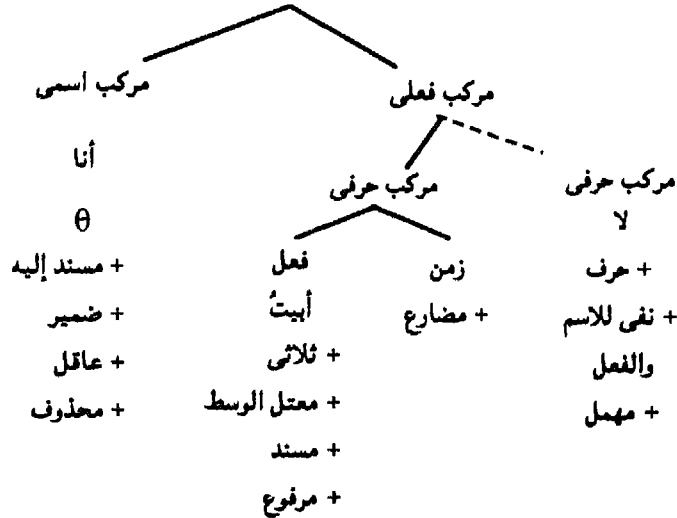 مركب فعلى
مركب اسمى
مركب حرفى
لا
+ حرف
+ نفى للاسم
والفعل
+ مهمل
مركب حرفى
زمن
+ مضارع
فعل
أبيتُ
+ ثلاثى
+ معتل الوسط
+ مسند
+ مرفوع
أنا
θ
+ مسند إليه
+ ضمير
+ عاقل
+ محذوف